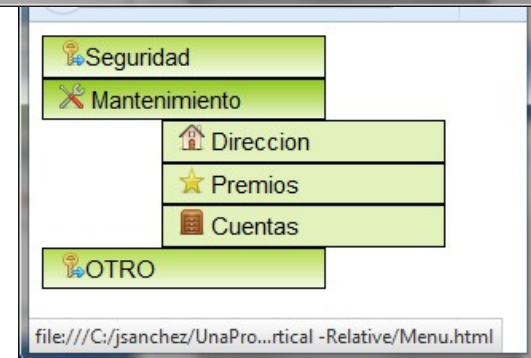 Seguridad
Mantenimiento
Direccion
Premios
Cuentas
OTRO
file:///C:/jsanchez/UnaPro...rtical -Relative/Menu.html